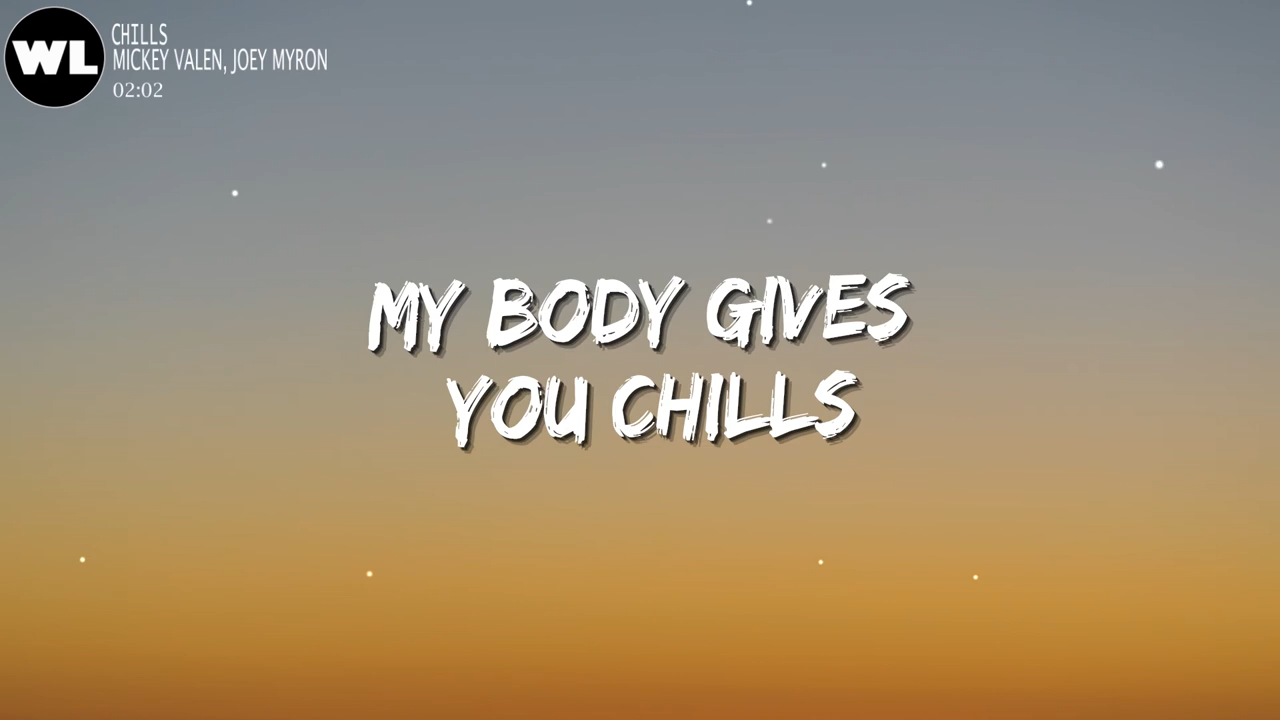 WL
CHILLS
MICKEY VALEN, JOEY MYRON
02:02
MY BODY GIVES
YOU CHILLS